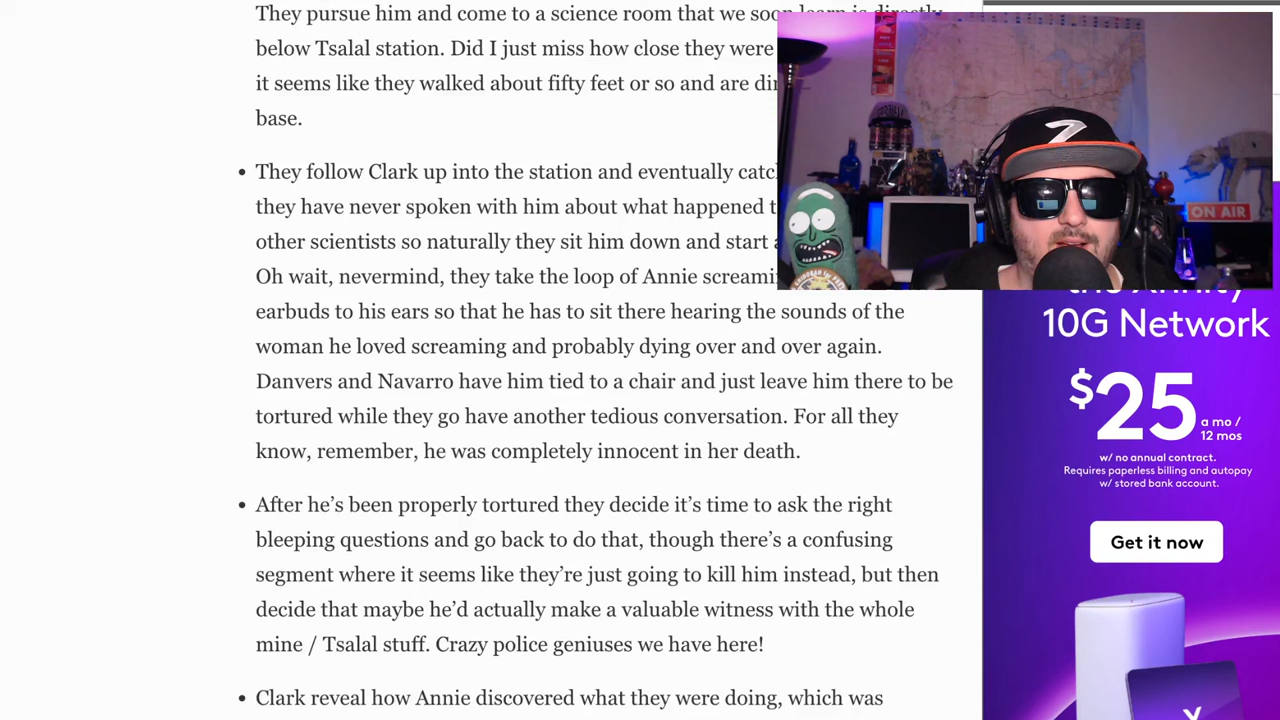 They pursue him and come to a science room that we soon learn is directly
below Tsalal station. Did I just miss how close they were
it seems like they walked about fifty feet or so and are
base.
• They follow Clark up into the station and eventually
they have never spoken with him about what happened
other scientists so naturally they sit him down and start
Oh wait, nevermind, they take the loop of Annie
earbuds to his ears so that he has to sit there hearing the sounds of the
woman he loved screaming and probably dying over and over again.
Danvers and Navarro have him tied to a chair and just leave him there to be
tortured while they go have another tedious conversation. For all they
know, remember, he was completely innocent in her death.
• After he's been properly tortured they decide it's time to ask the right
bleeping questions and go back to do that, though there's a confusing
segment where it seems like they're just going to kill him instead, but then
decide that maybe he'd actually make a valuable witness with the whole
mine / Tsalal stuff. Crazy police geniuses we have here!
• Clark reveal how Annie discovered what they were doing, which was
ON AIR
10G Network
$25
a mo /
12 mos
w/ no annual contract.
Requires paperless billing and autopay
w/ stored bank account.
Get it now